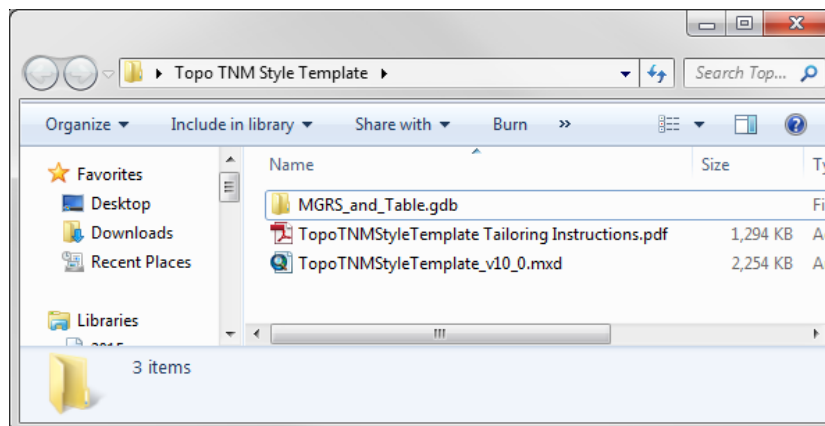 Topo TNM Style Template
Search Top...
Organize
Include in library
Share with
Burn
»
Favorites
Desktop
Downloads
Recent Places
Libraries
Name
Size
MGRS_and_Table.gdb
TopoTNMStyleTemplate Tailoring Instructions.pdf 1,294 KB
TopoTNMStyleTemplate_v10_0.mxd 2,254 KB
3 items